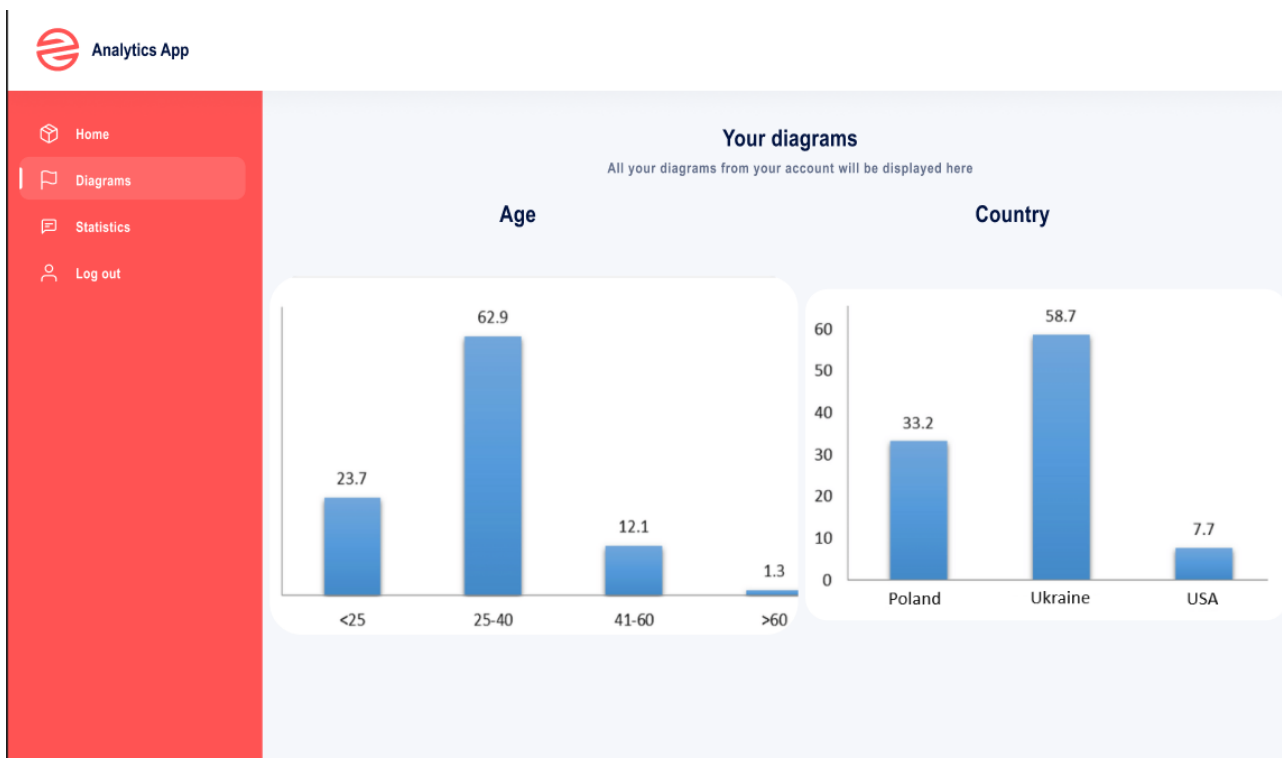 Analytics App
Home
Diagrams
Statistics
Log out
Your diagrams
All your diagrams from your account will be displayed here
Age
62.9
23.7
12.1
1.3
<25 25-40 41-60 >60
Country
60
50
40
30
20
10
0
58.7
33.2
7.7
Poland Ukraine USA